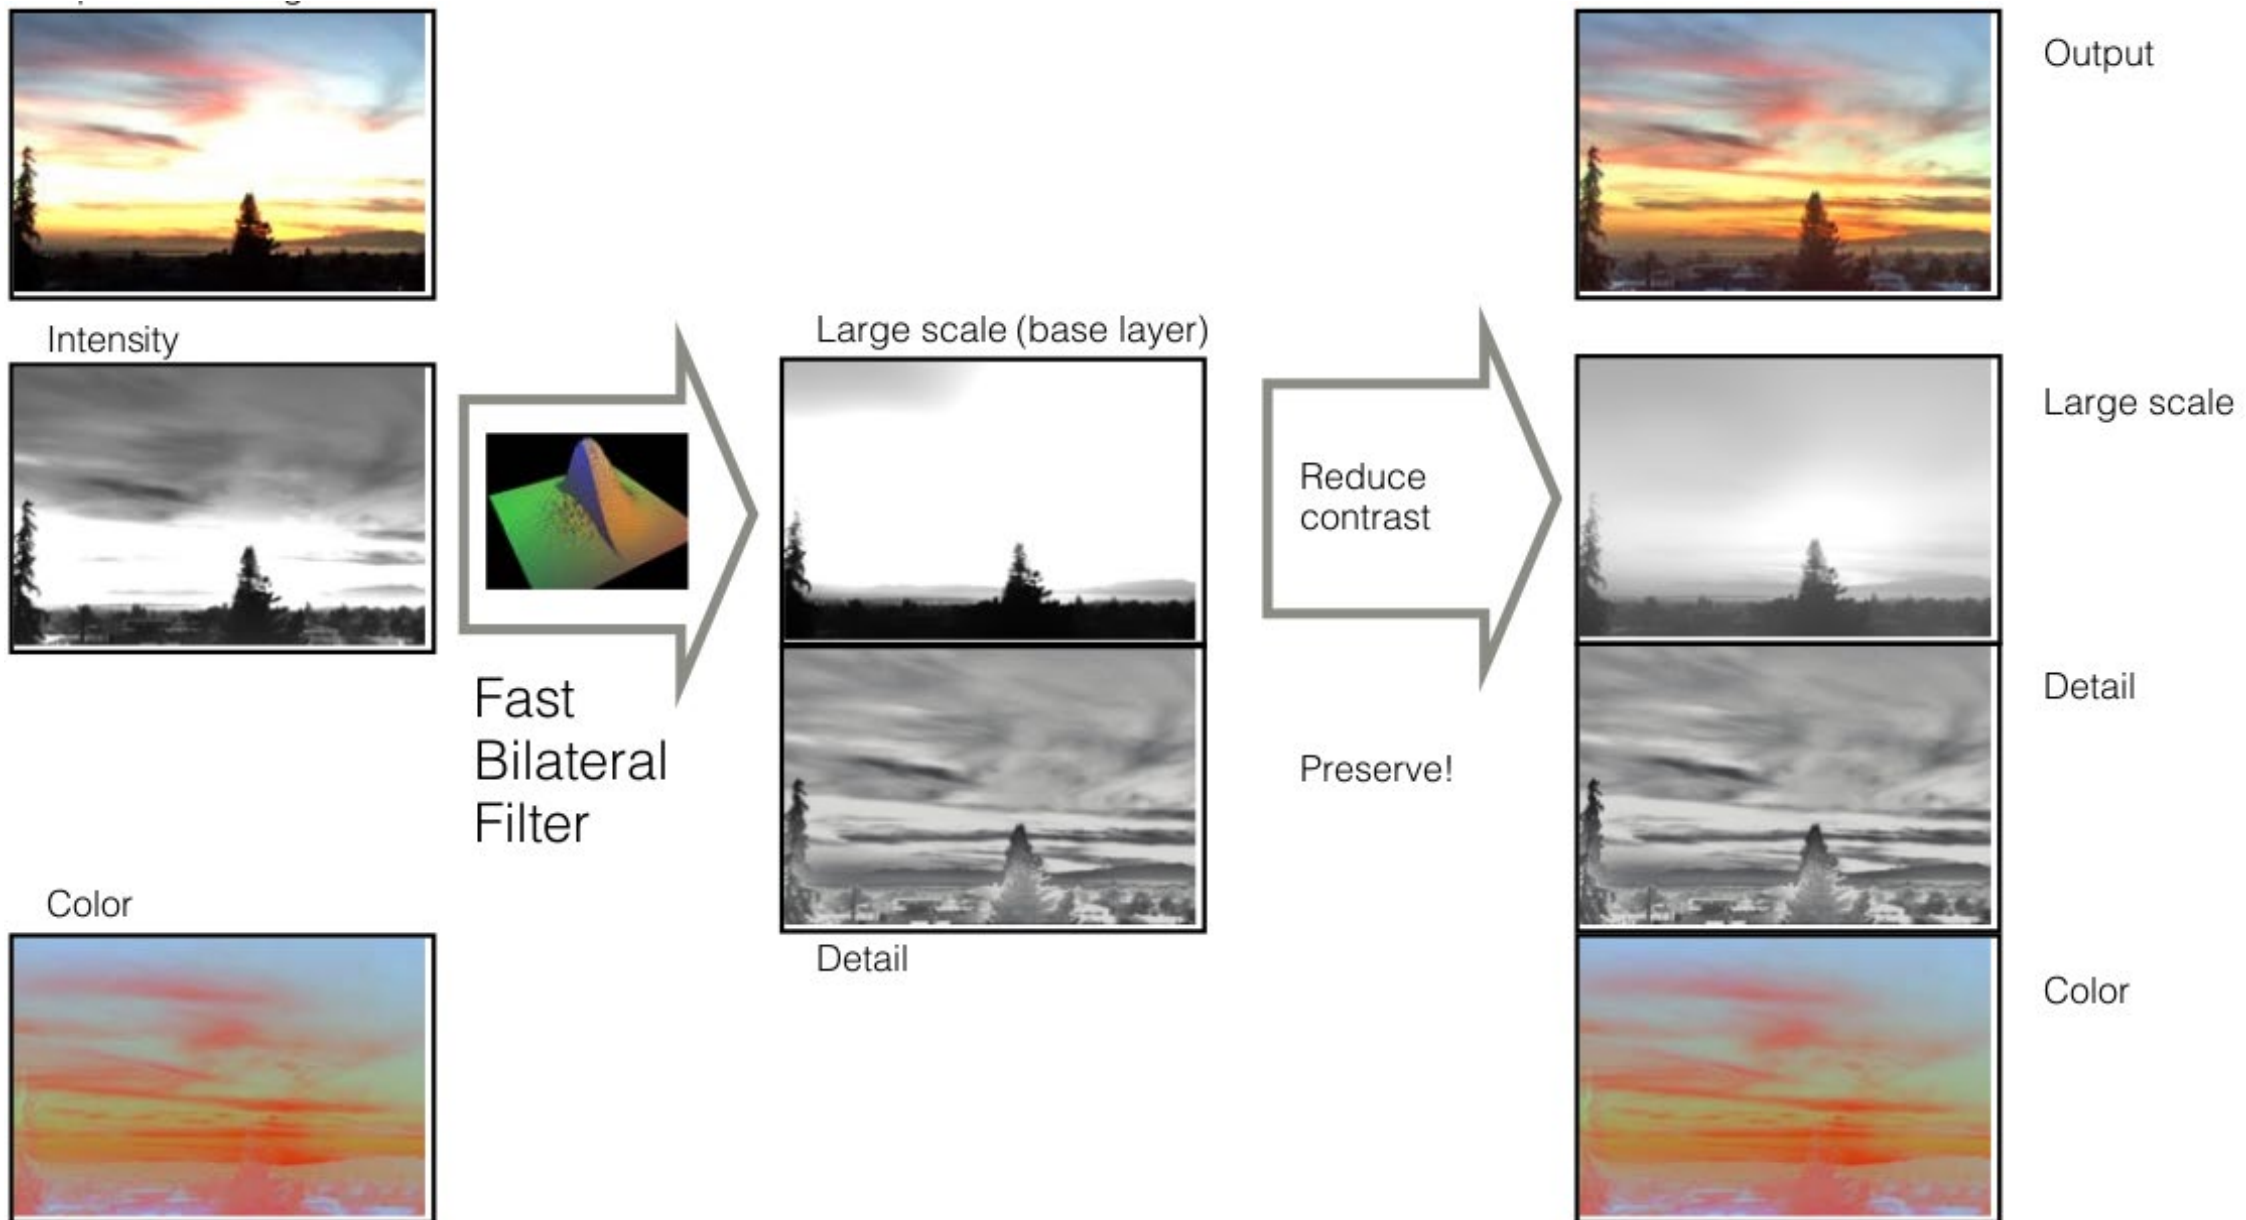 Output
Intensity
Large scale (base layer)
Large scale
Reduce
contrast
Fast
Bilateral
Filter
Detail
Preserve!
Color
Detail
Color